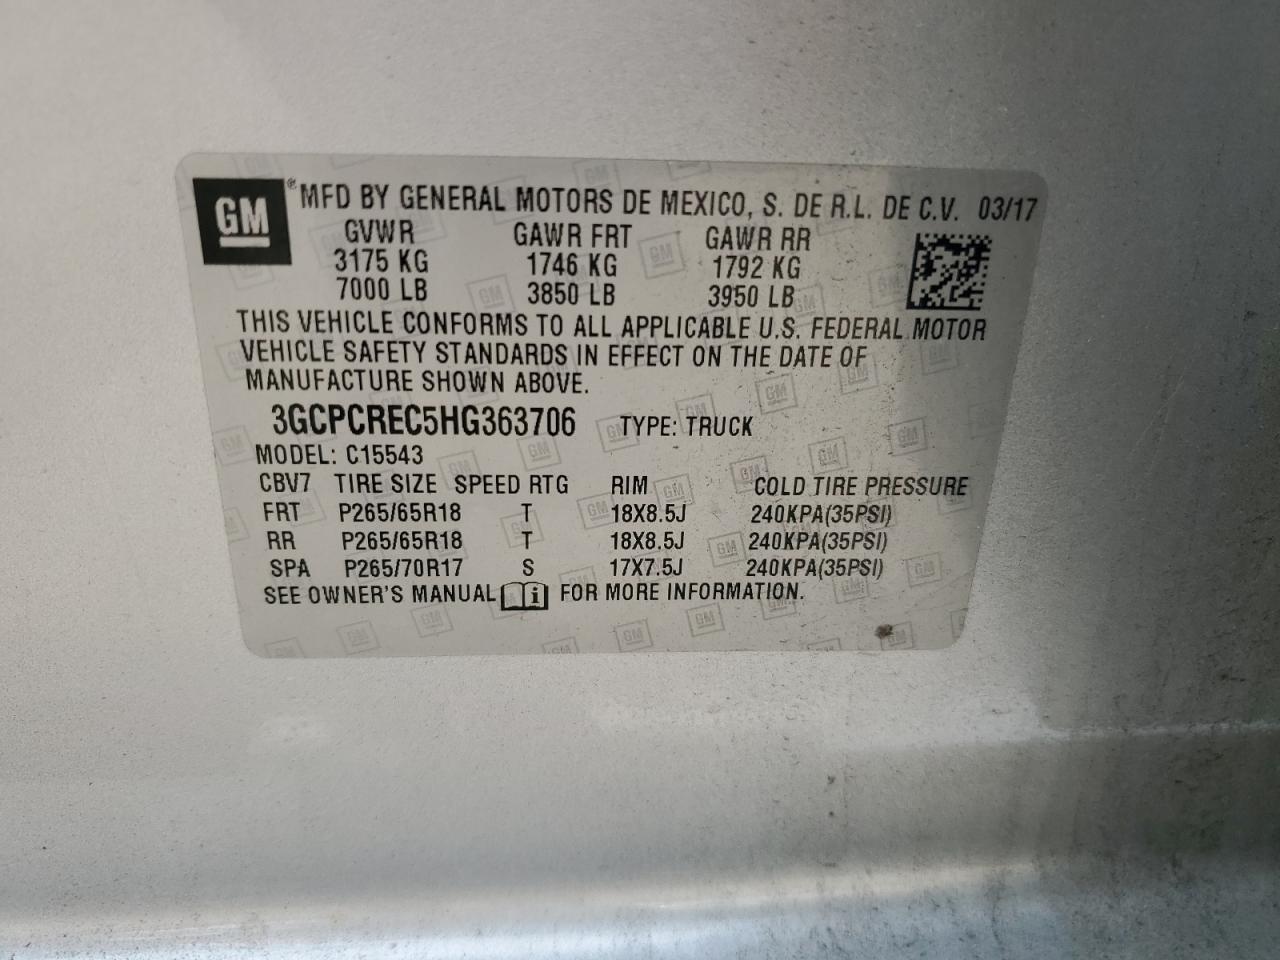 GM ® MFD BY GENERAL MOTORS DE MEXICO, S. DE R.L. DE C.V. 03/17
GVWR GAWR FRT GAWR RR
3175 KG 1746 KG 1792 KG
7000 LB 3850 LB 3950 LB
THIS VEHICLE CONFORMS TO ALL APPLICABLE U.S. FEDERAL MOTOR
VEHICLE SAFETY STANDARDS IN EFFECT ON THE DATE OF
MANUFACTURE SHOWN ABOVE.
3GCPCREC5HG363706 TYPE: TRUCK
MODEL: C15543
CBV7 TIRE SIZE SPEED RTG RIM COLD TIRE PRESSURE
FRT P265/65R18 T 18X8.5J 240KPA(35PSI)
RR P265/65R18 T 18X8.5J 240KPA(35PSI)
SPA P265/70R17 S 17X7.5J 240KPA(35PSI)
SEE OWNER'S MANUAL i FOR MORE INFORMATION.